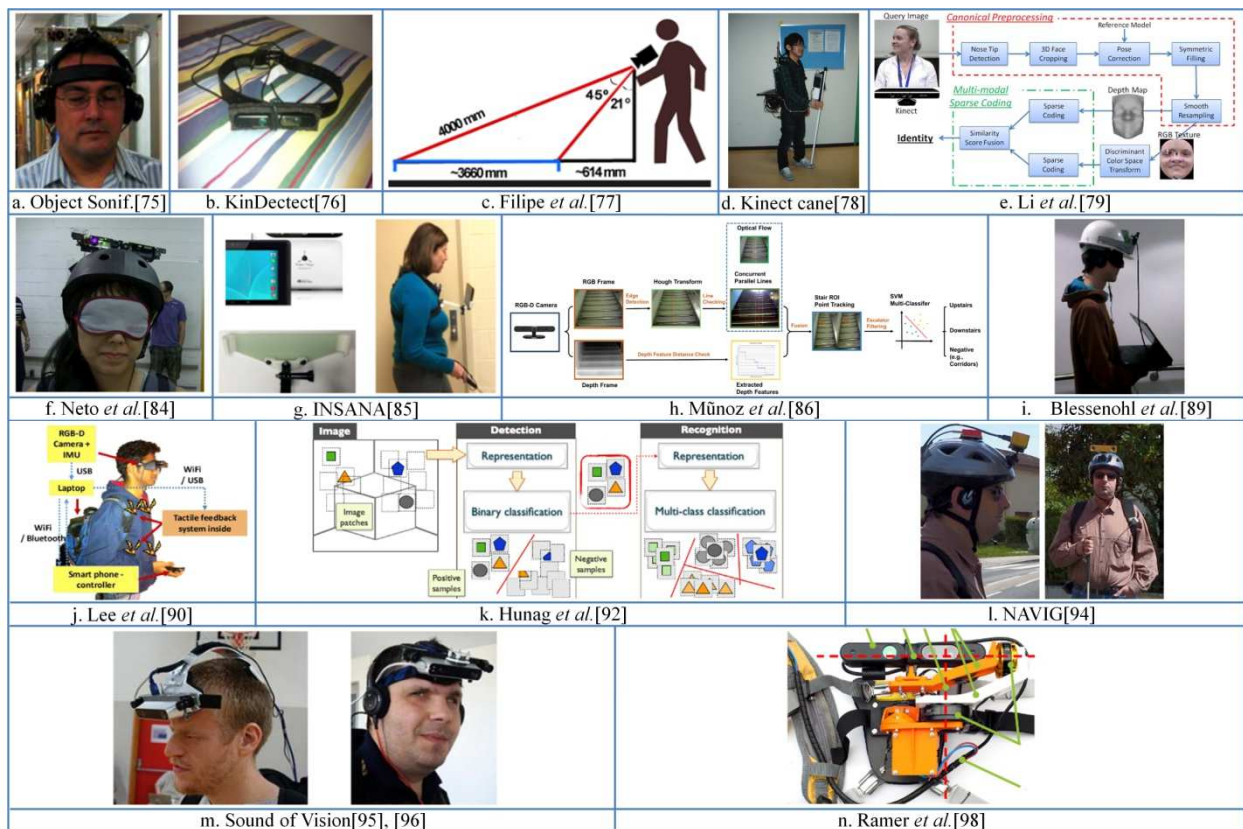 4000 mm
45°
21°
~3660 mm
~614 mm
Query Image
Canonical Preprocessing
Reference Model
Nose Tip
Detection
3D Face
Cropping
Pose
Correction
Symmetric
Filling
Kinect
Multi-modal
Sparse Coding
Depth Map
Sparse
Coding
Smooth
Resampling
Identity
Similarity
Score Fusion
RGB Texture
Sparse
Coding
Discriminant
Color Space
Transform
a. Object Sonif.[75]
b. KinDectect[76]
c. Filipe et al.[77]
d. Kinect cane[78]
e. Li et al.[79]
Optical Flow
RGB Frame
Hough Transform
Concurrent
Parallel Lines
RGB-D Camera
Edge
Detection
Line
Checking
Stair ROI
Point Tracking
SVM
Multi-Classifer
Upstairs
Fusion
Escalator
Filtering
Downstairs
Depth Feature Distance Check
Negative
(e.g.,
Corridors)
Depth Frame
Extracted
Depth Features
f. Neto et al.[84]
g. INSANA[85]
h. Mũnoz et al.[86]
i. Blessenohl et al.[89]
RGB-D
Camera +
IMU
USB
WiFi
/ USB
Laptop
WiFi
/ Bluetooth
Tactile feedback
system inside
Smart phone -
controller
Image
Detection
Recognition
Representation
Representation
Image
patches
Binary classification
Multi-class classification
Positive
samples
Negative
samples
j. Lee et al.[90]
k. Hunag et al.[92]
l. NAVIG[94]
m. Sound of Vision[95], [96]
n. Ramer et al.[98]